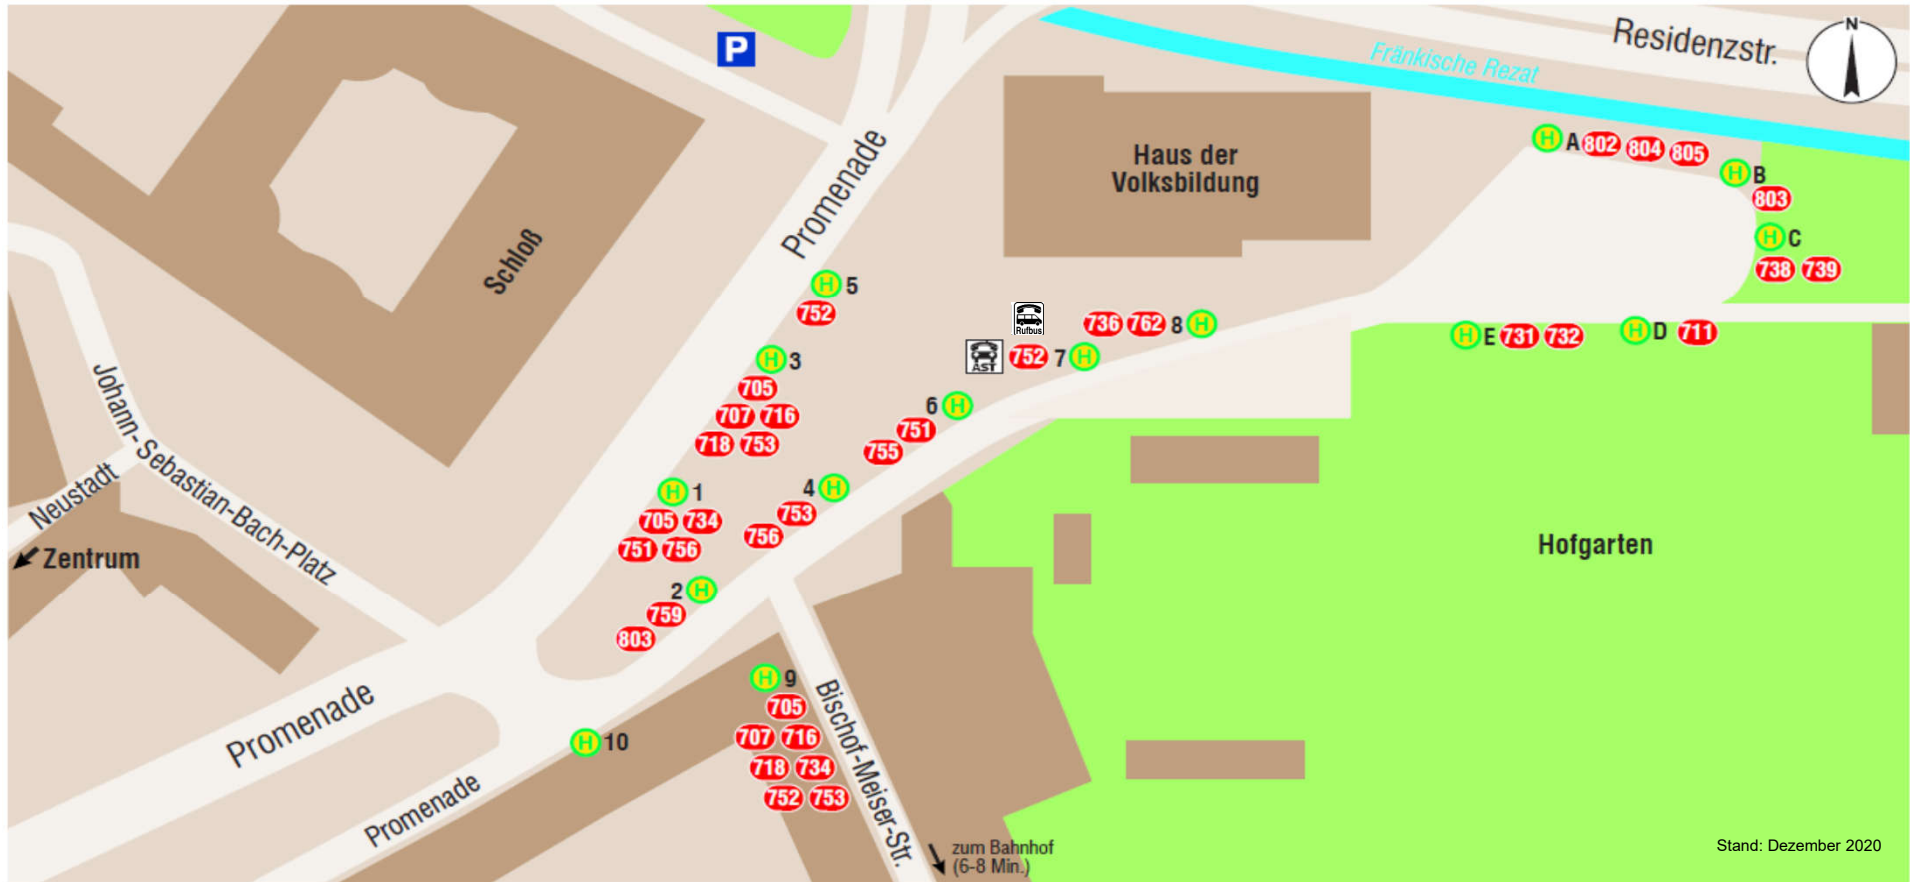 P
Residenzstr.
N
Fränkische Rezat
Promenade
Haus der
Volksbildung
H A 802 804 805
H B
803
H C
738 739
Schloß
H 5
752
Rufbus
736 762 8 H
AST
752 7 H
H E 731 732
H D 711
H 3
705
707 716
718 753
6 H
751
755
Johann-Sebastian-Bach-Platz
Neustadt
Zentrum
H 1
705 734
751 756
4 H
753
756
Hofgarten
2 H
759
803
H 9
705
707 716
718 734
752 753
Bischof-Meiser-Str.
Promenade
H 10
Promenade
zum Bahnhof
(6-8 Min.)
Stand: Dezember 2020